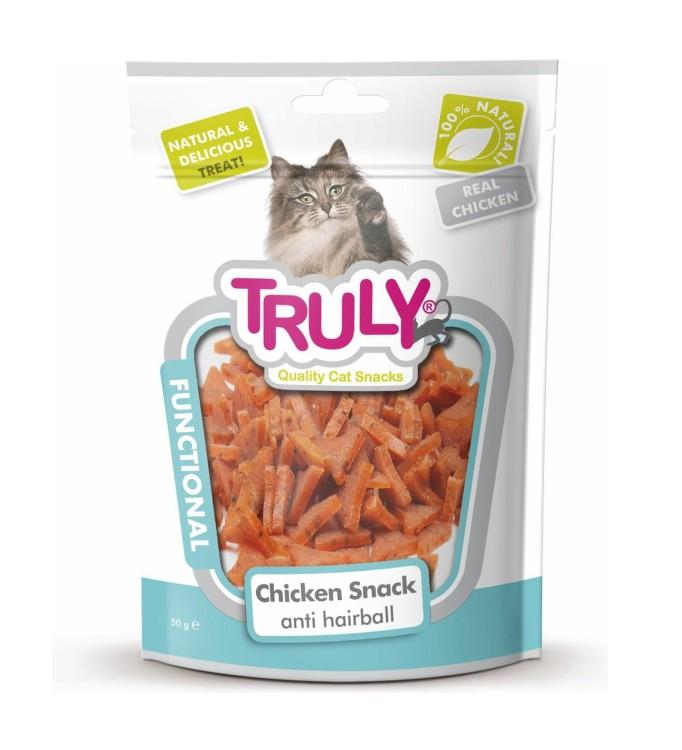 NATURAL &
DELICIOUS
TREAT!
100% NATURAL!
REAL
CHICKEN
TRULY®
Quality Cat Snacks
FUNCTIONAL
Chicken Snack
anti hairball
50 g ℮